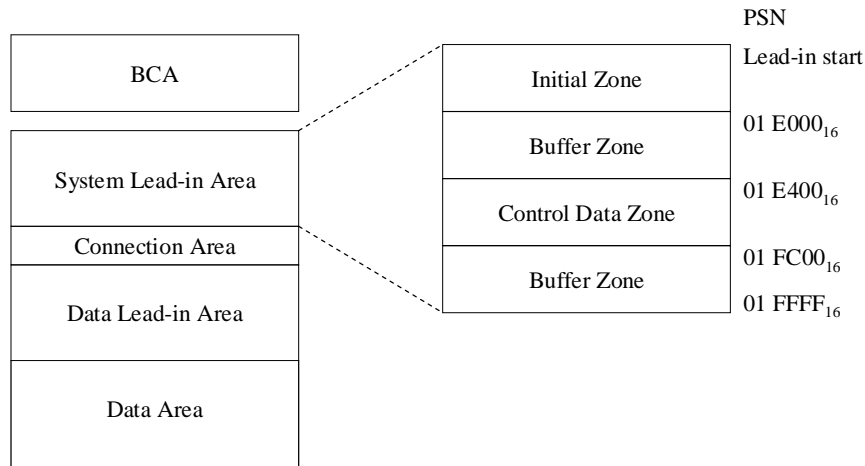 BCA
System Lead-in Area
Connection Area
Data Lead-in Area
Data Area
PSN
Lead-in start
Initial Zone
01 E000₁₆
Buffer Zone
01 E400₁₆
Control Data Zone
01 FC00₁₆
Buffer Zone
01 FFFF₁₆